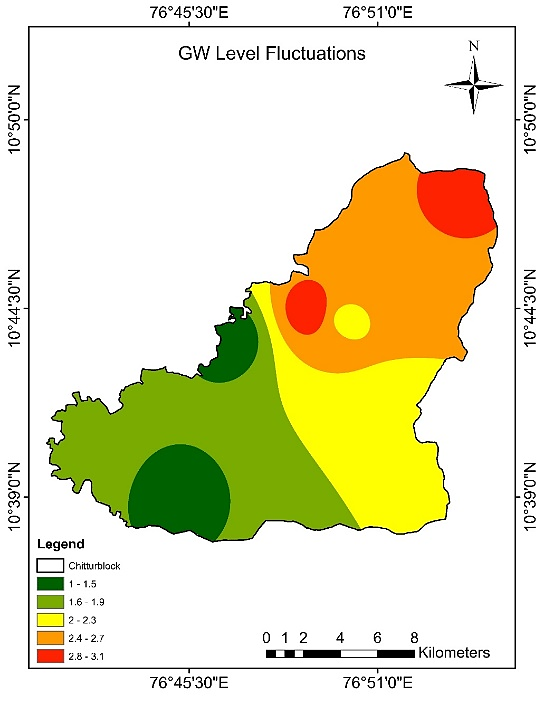 76°45'30"E 76°51'0"E
GW Level Fluctuations
N
10°50'0"N 10°50'0"N
10°44'30"N 10°44'30"N
10°39'0"N 10°39'0"N
Legend
Chitturblock
1 - 1.5
1.6 - 1.9
2 - 2.3
2.4 - 2.7
2.8 - 3.1
0 1 2 4 6 8
Kilometers
76°45'30"E 76°51'0"E